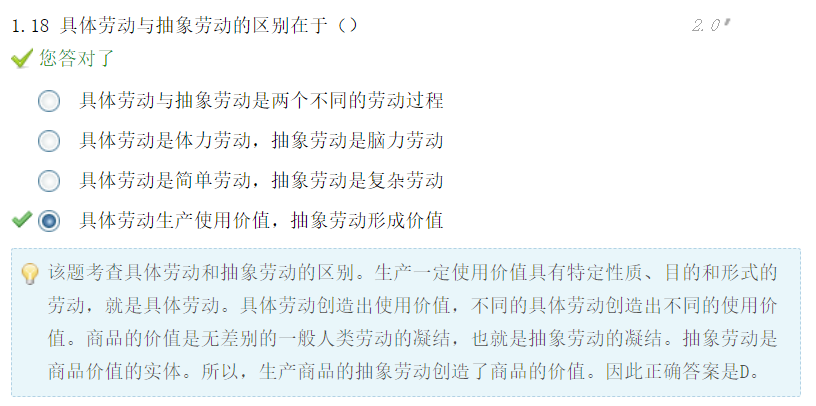 1.18 具体劳动与抽象劳动的区别在于（） 2.0'
您答对了
具体劳动与抽象劳动是两个不同的劳动过程
具体劳动是体力劳动，抽象劳动是脑力劳动
具体劳动是简单劳动，抽象劳动是复杂劳动
具体劳动生产使用价值，抽象劳动形成价值
该题考查具体劳动和抽象劳动的区别。生产一定使用价值具有特定性质、目的和形式的
劳动，就是具体劳动。具体劳动创造出使用价值，不同的具体劳动创造出不同的使用价
值。商品的价值是无差别的一般人类劳动的凝结，也就是抽象劳动的凝结。抽象劳动是
商品价值的实体。所以，生产商品的抽象劳动创造了商品的价值。因此正确答案是D。